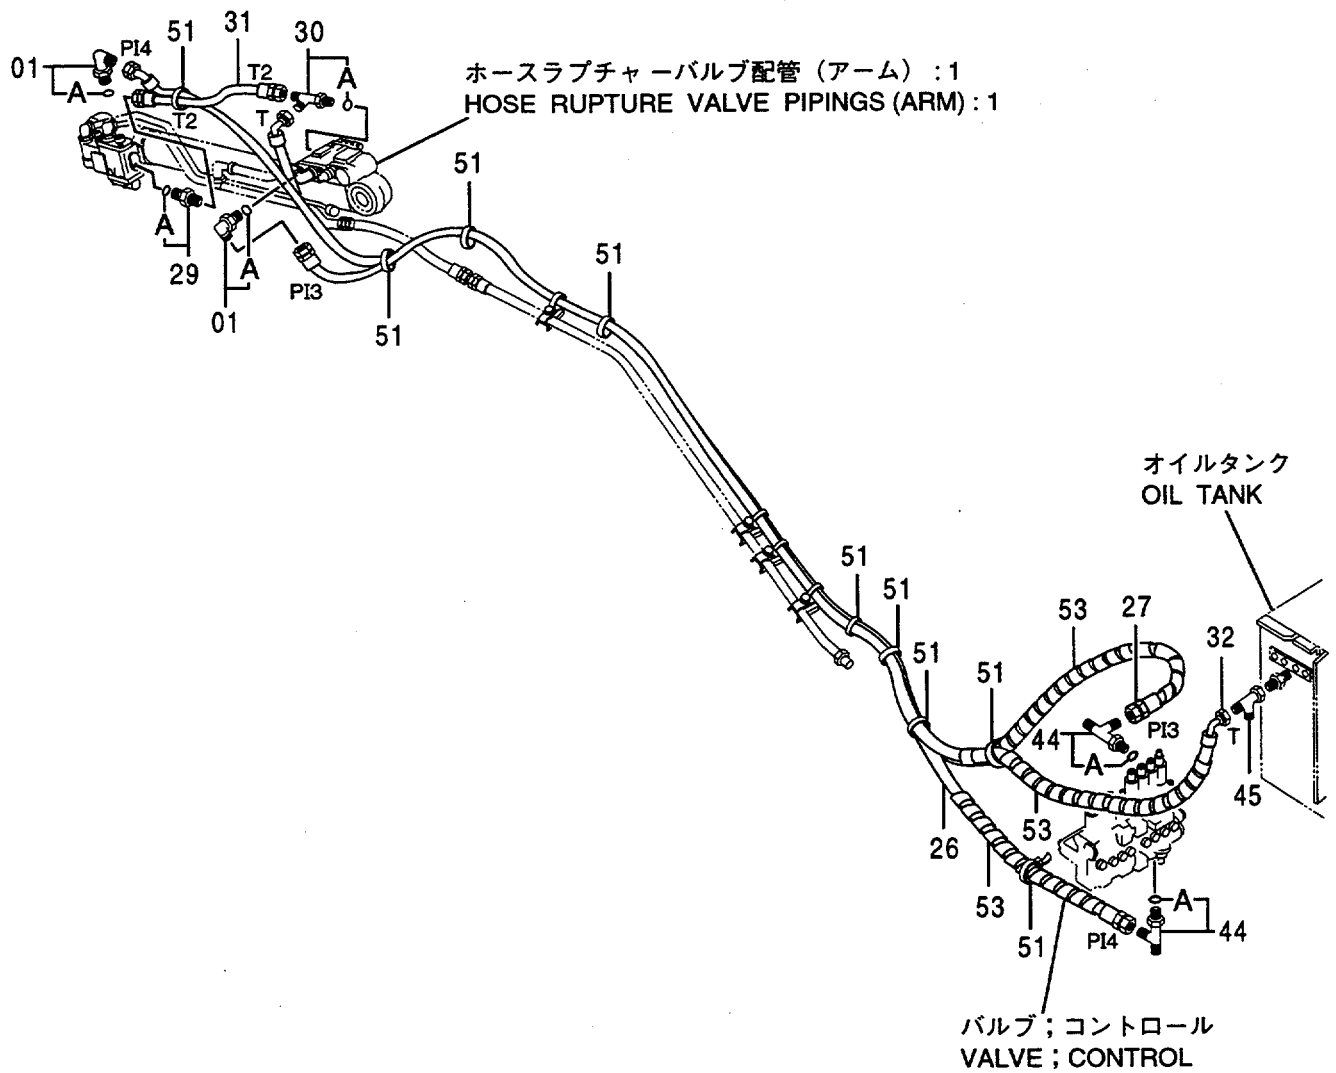 51
31
30
PI4
01
A
T2
A
ホースラプチャーバルブ配管 (アーム) : 1
HOSE RUPTURE VALVE PIPINGS (ARM) : 1
T2
T
51
A
29
A
01
PI3
51
51
オイルタンク
OIL TANK
51
51
53
27
32
51
51
44
PI3
T
A
45
53
26
53
A
51
PI4
44
バルブ ; コントロール
VALVE ; CONTROL